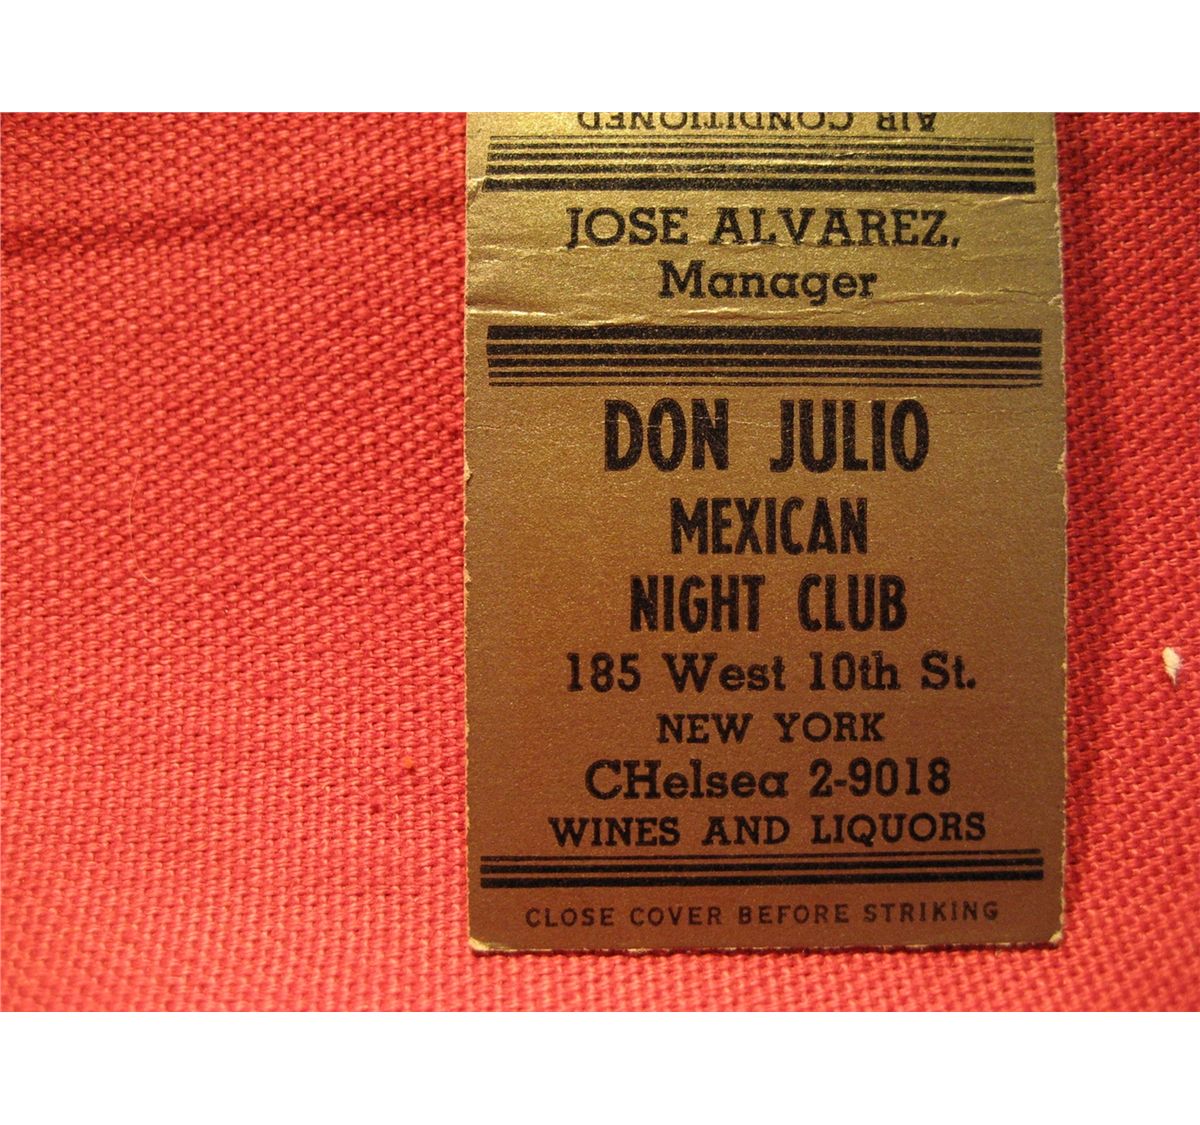 AIR CONDITIONED
JOSE ALVAREZ,
Manager
DON JULIO
MEXICAN
NIGHT CLUB
185 West 10th St.
NEW YORK
CHelsea 2-9018
WINES AND LIQUORS
CLOSE COVER BEFORE STRIKING